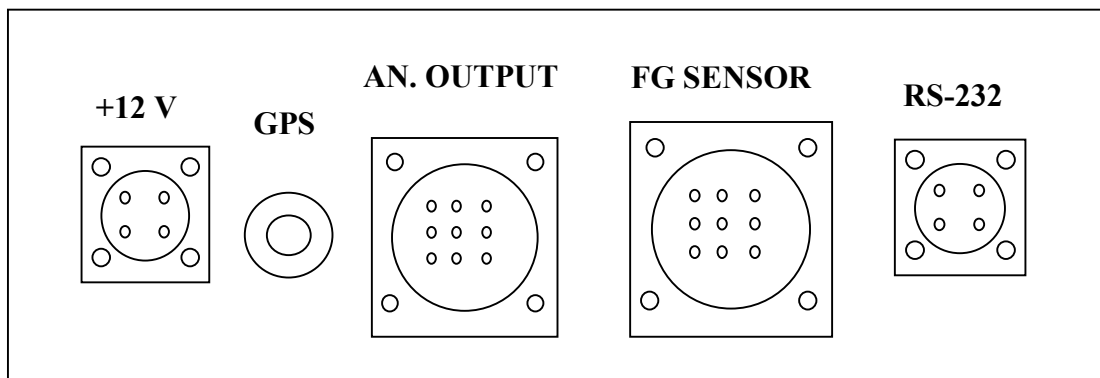 +12 V
GPS
AN. OUTPUT
FG SENSOR
RS-232